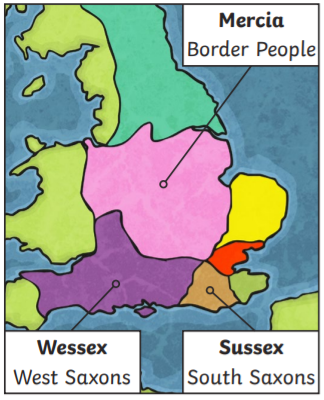 Mercia
Border People
Wessex
West Saxons
Sussex
South Saxons